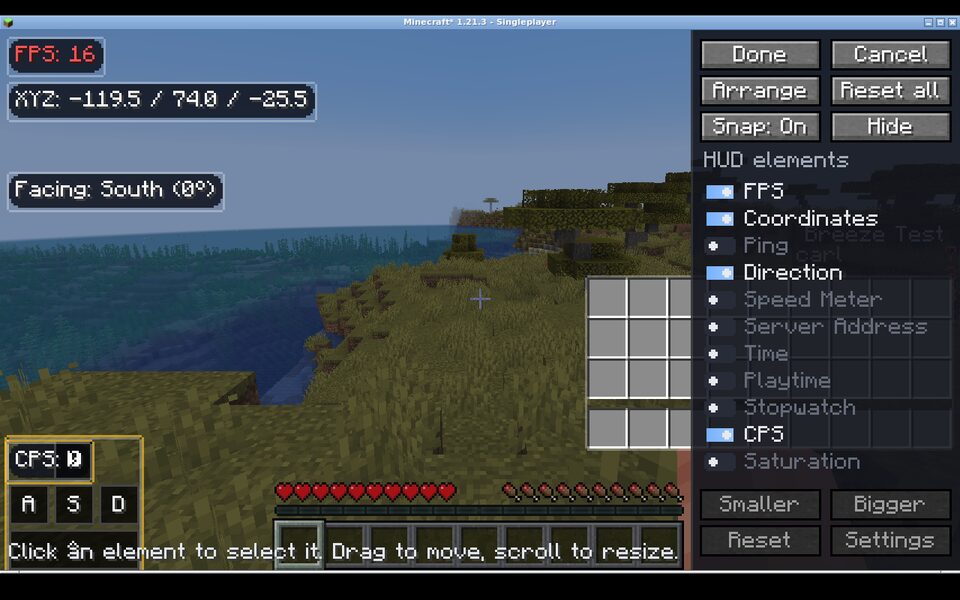 Minecraft* 1.21.3 - Singleplayer
FPS: 16
XYZ: -119.5 / 74.0 / -25.5
Facing: South (0°)
Done
Cancel
Arrange
Reset all
Snap: On
Hide
HUD elements
FPS
Coordinates
Ping
Breeze Test
Direction
Speed Meter
Server Address
Time
Playtime
Stopwatch
CPS
Saturation
Smaller
Bigger
Reset
Settings
CPS: 0
A S D
Click an element to select it. Drag to move, scroll to resize.